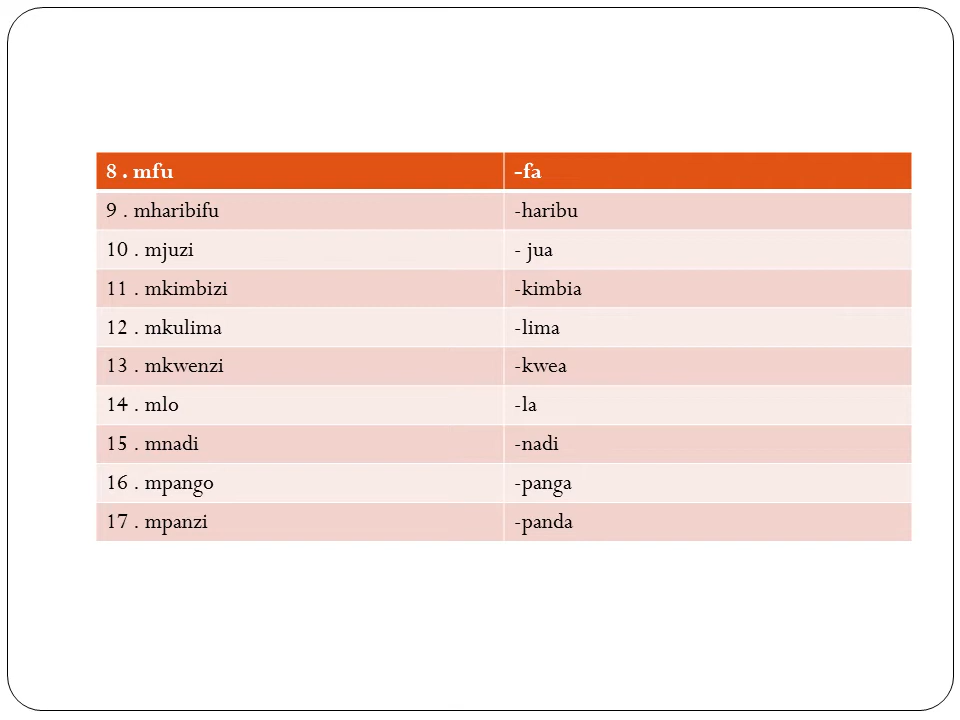 8 . mfu -fa
9 . mharibifu -haribu
10 . mjuzi - jua
11 . mkimbizi -kimbia
12 . mkulima -lima
13 . mkwenzi -kwea
14 . mlo -la
15 . mnadi -nadi
16 . mpango -panga
17 . mpanzi -panda